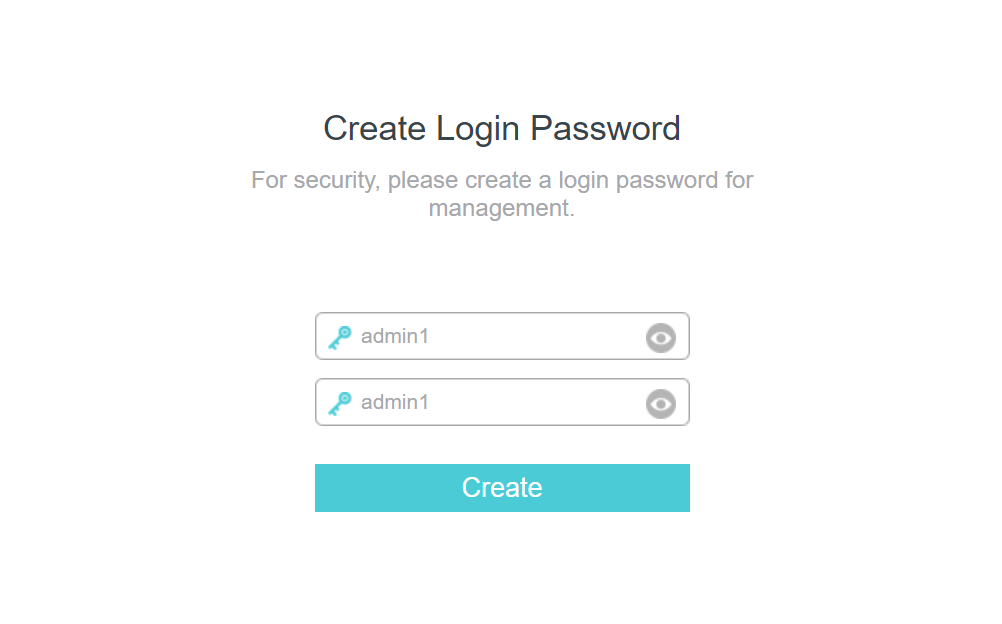 Create Login Password
For security, please create a login password for
management.
admin1
admin1
Create